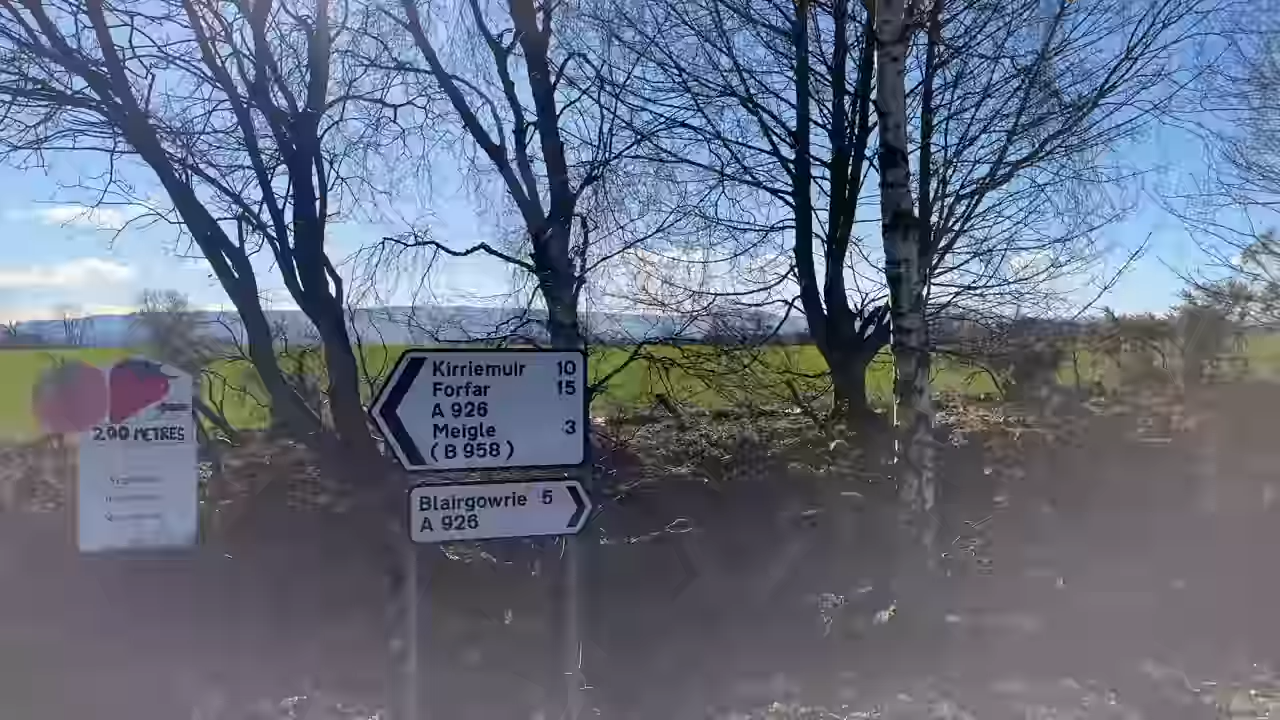 200 METRES
Kirriemuir 10
Forfar 15
A 926
Meigle 3
(B 958)
Blairgowrie 5
A 926